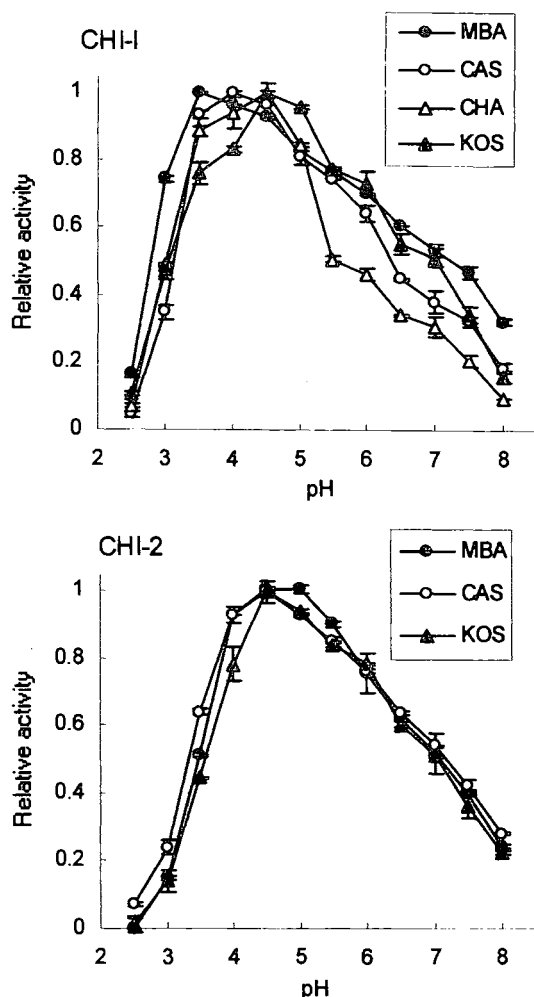 CHI-I
MBA
CAS
CHA
KOS
Relative activity
1
0.8
0.6
0.4
0.2
0
2 3 4 5 6 7 8
pH
CHI-2
MBA
CAS
KOS
Relative activity
1
0.8
0.6
0.4
0.2
0
2 3 4 5 6 7 8
pH